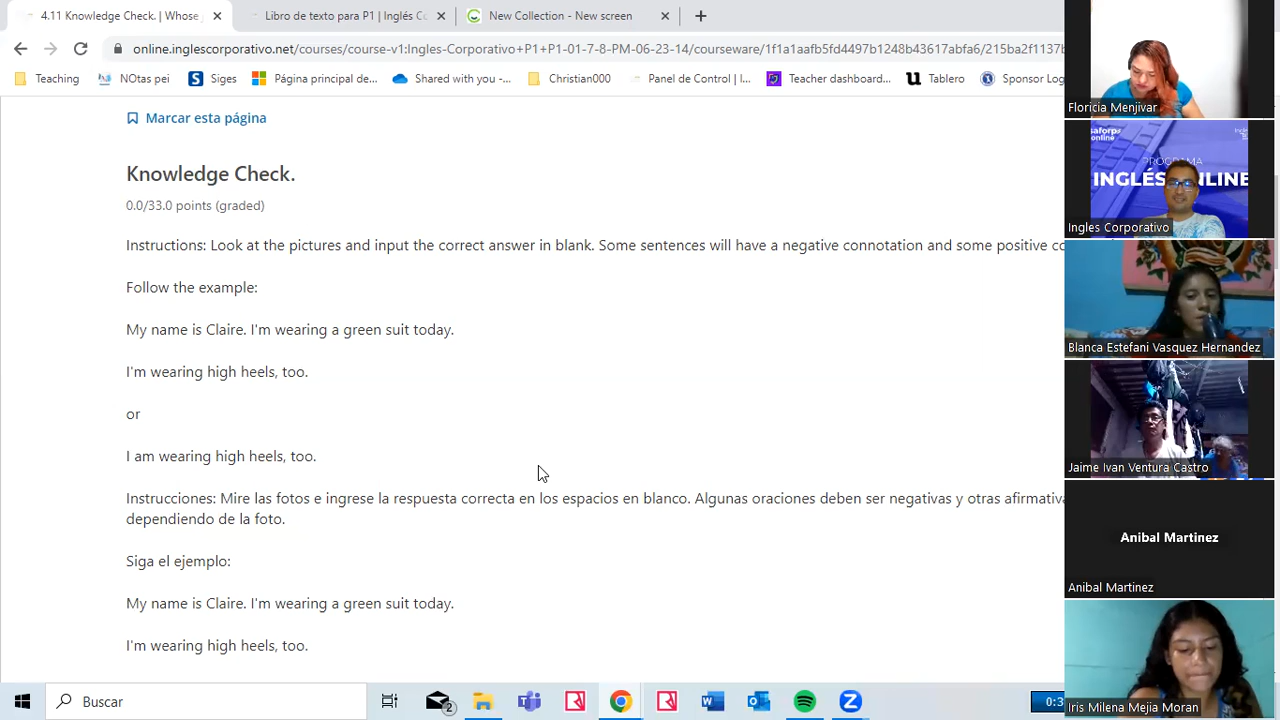 4.11 Knowledge Check. | Whose
Libro de texto para P1 | Inglés C
New Collection - New screen
online.inglescorporativo.net/courses/course-v1:Ingles-Corporativo+P1+P1-01-7-8-PM-06-23-14/courseware/1f1a1aafb5fd4497b1248b43617abfa6/215ba2f1137b
Teaching
NOtas pei
Siges
Página principal de...
Shared with you -...
Christian000
Panel de Control | I...
Teacher dashboard...
Tablero
Sponsor Log
Marcar esta página
Knowledge Check.
0.0/33.0 points (graded)
Instructions: Look at the pictures and input the correct answer in blank. Some sentences will have a negative connotation and some positive co
Follow the example:
My name is Claire. I'm wearing a green suit today.
I'm wearing high heels, too.
or
I am wearing high heels, too.
Instrucciones: Mire las fotos e ingrese la respuesta correcta en los espacios en blanco. Algunas oraciones deben ser negativas y otras afirmativa
dependiendo de la foto.
Siga el ejemplo:
My name is Claire. I'm wearing a green suit today.
I'm wearing high heels, too.
Buscar
2
0:3
Floricia Menjivar
PROGRAMA
INGLÉS ONLINE
Ingles Corporativo
Blanca Estefani Vasquez Hernandez
Jaime Ivan Ventura Castro
Anibal Martinez
Anibal Martinez
Iris Milena Mejia Moran